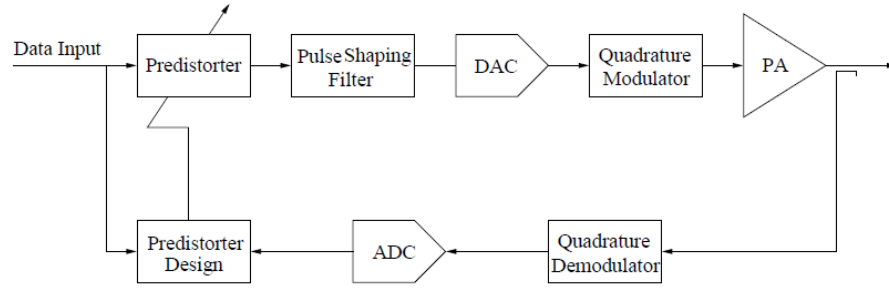 Data Input
Predistorter
Pulse Shaping
Filter
DAC
Quadrature
Modulator
PA
Predistorter
Design
ADC
Quadrature
Demodulator